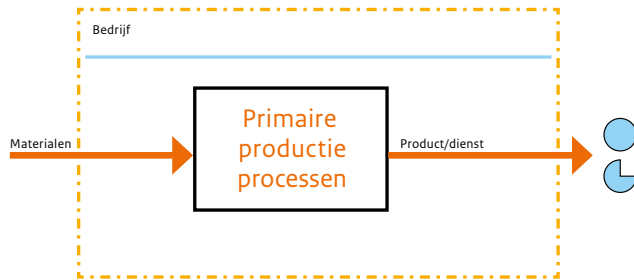 Bedrijf
Materialen
Primaire
productie
processen
Product/dienst